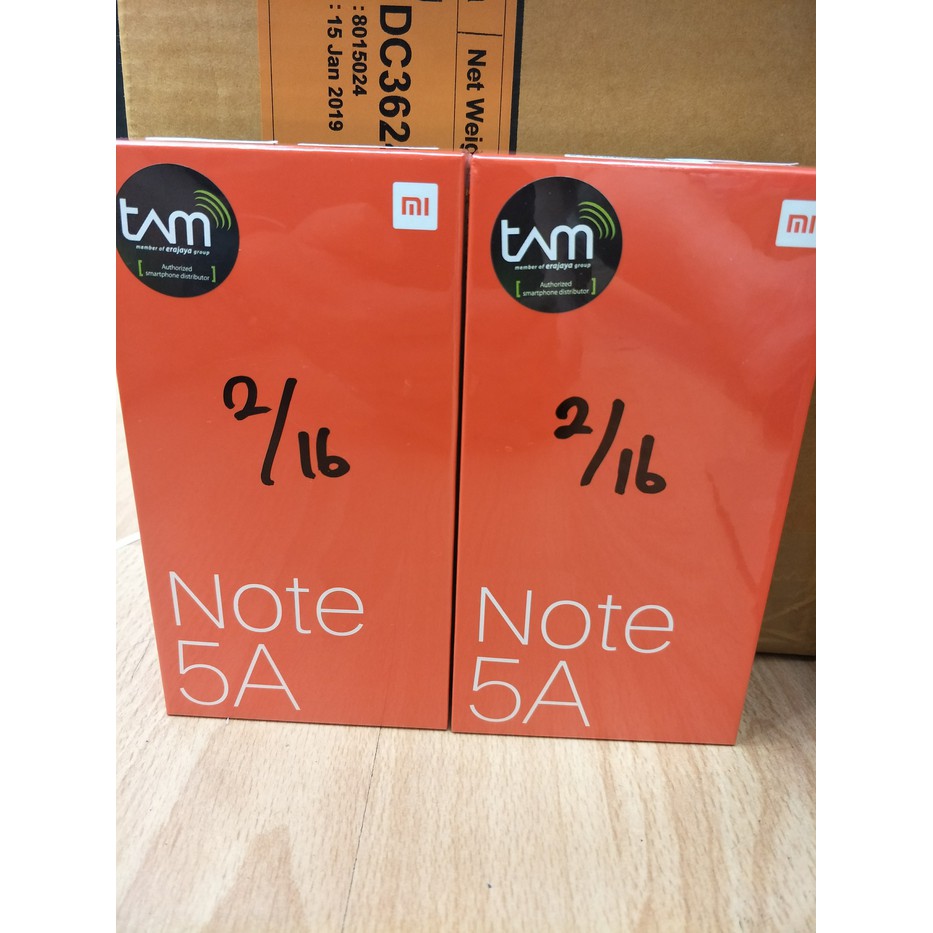 DC362
: 8015024
: 15 Jan 2019
Net Weig
tam
member of erajaya group
[ Authorized
smartphone distributor ]
mi
2/16
Note
5A
tam
member of erajaya group
[ Authorized
smartphone distributor ]
mi
2/16
Note
5A